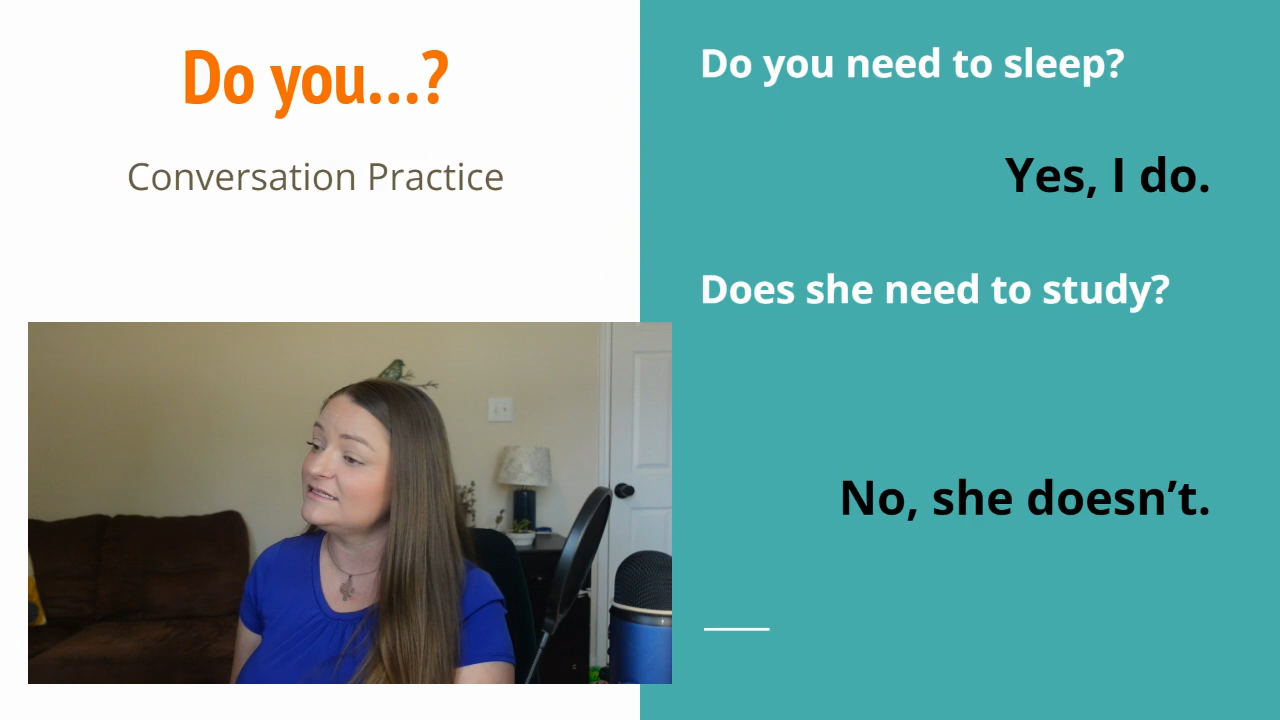 Do you...?
Conversation Practice
Do you need to sleep?
Yes, I do.
Does she need to study?
No, she doesn’t.